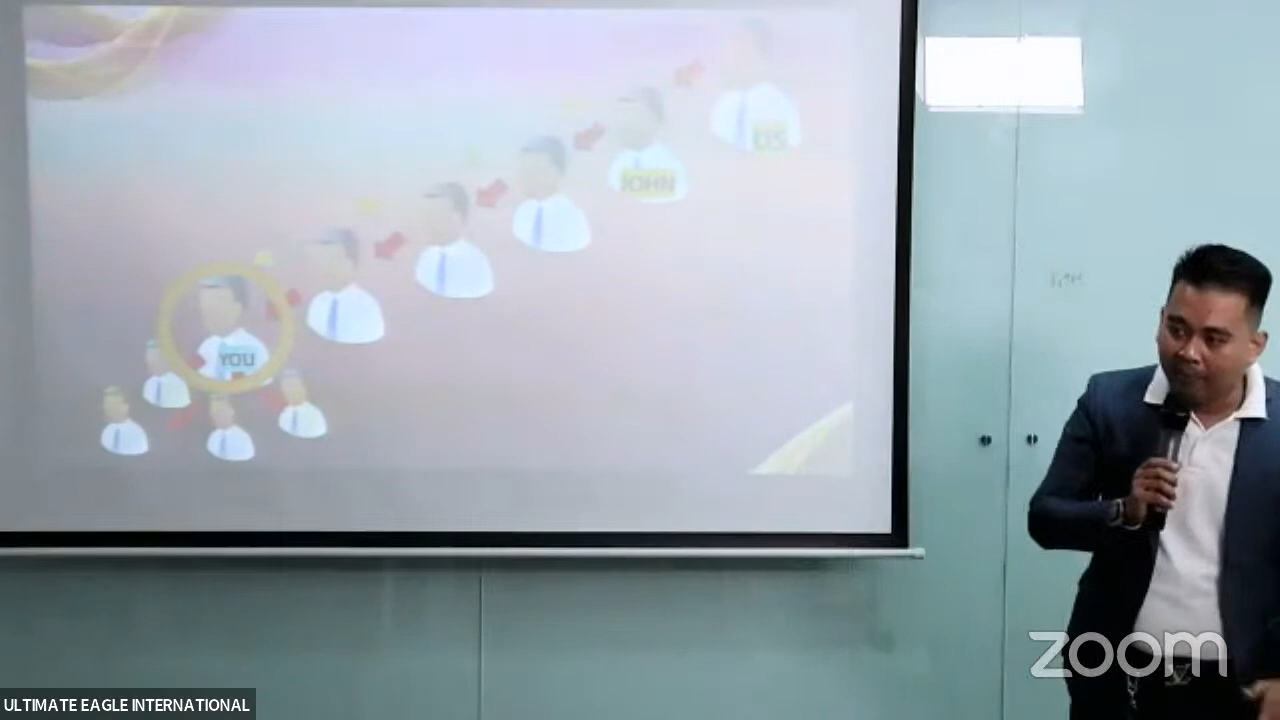 US
JOHN
YOU
zoom
ULTIMATE EAGLE INTERNATIONAL